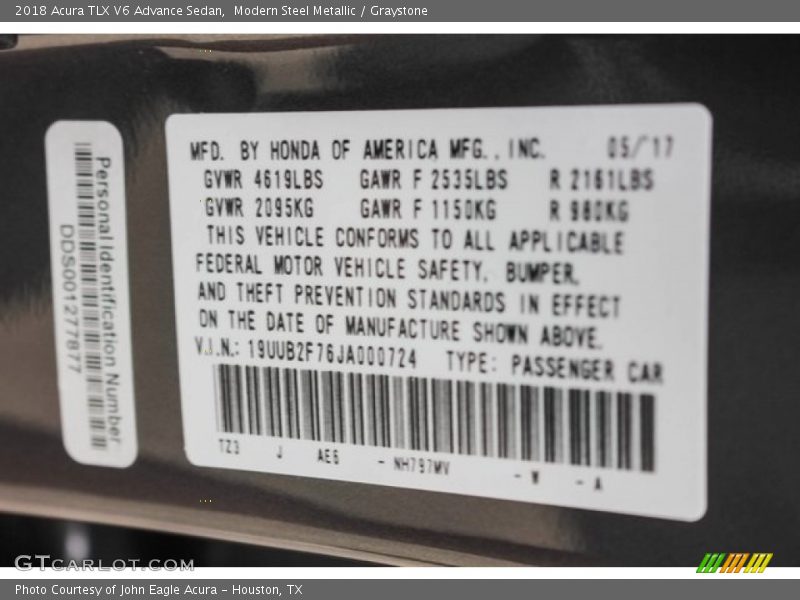 2018 Acura TLX V6 Advance Sedan,  Modern Steel Metallic / Graystone
Personal Identification Number
DDS001277877
MFD. BY HONDA OF AMERICA MFG., INC. 05/'17
GVWR 4619LBS GAWR F 2535LBS R 2161LBS
GVWR 2095KG GAWR F 1150KG R 980KG
THIS VEHICLE CONFORMS TO ALL APPLICABLE
FEDERAL MOTOR VEHICLE SAFETY, BUMPER,
AND THEFT PREVENTION STANDARDS IN EFFECT
ON THE DATE OF MANUFACTURE SHOWN ABOVE.
V.I.N.: 19UUB2F76JA000724 TYPE: PASSENGER CAR
TZ3 J AE6 - NH797MV - W - A
GTCARLOT.COM
Photo Courtesy of John Eagle Acura - Houston, TX